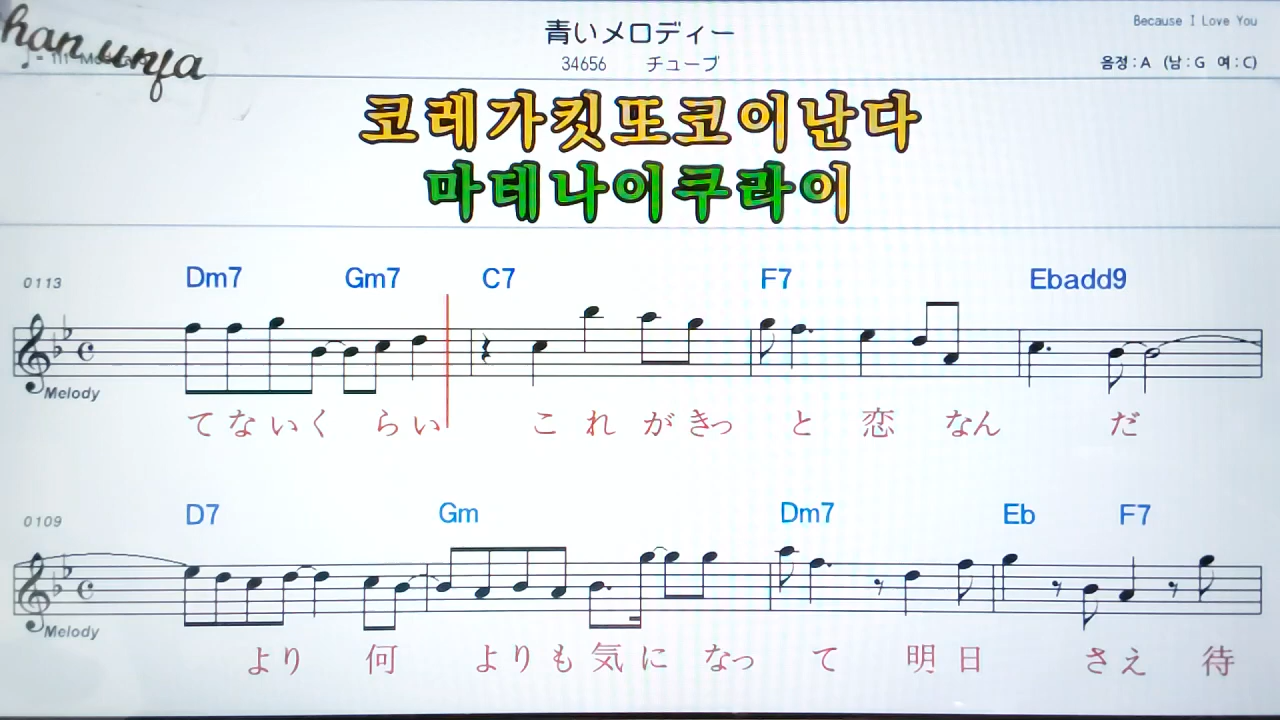 han unja
青いメロディー
Because I Love You
34656 チューブ
음정:A (남:G 여:C)
코레가킷또코이난다
마테나이쿠라이
0113 Dm7 Gm7 C7 F7 Ebadd9
Melody
てないくらい これがきっと恋なんだ
0109 D7 Gm Dm7 Eb F7
Melody
より何よりも気になって明日さえ待